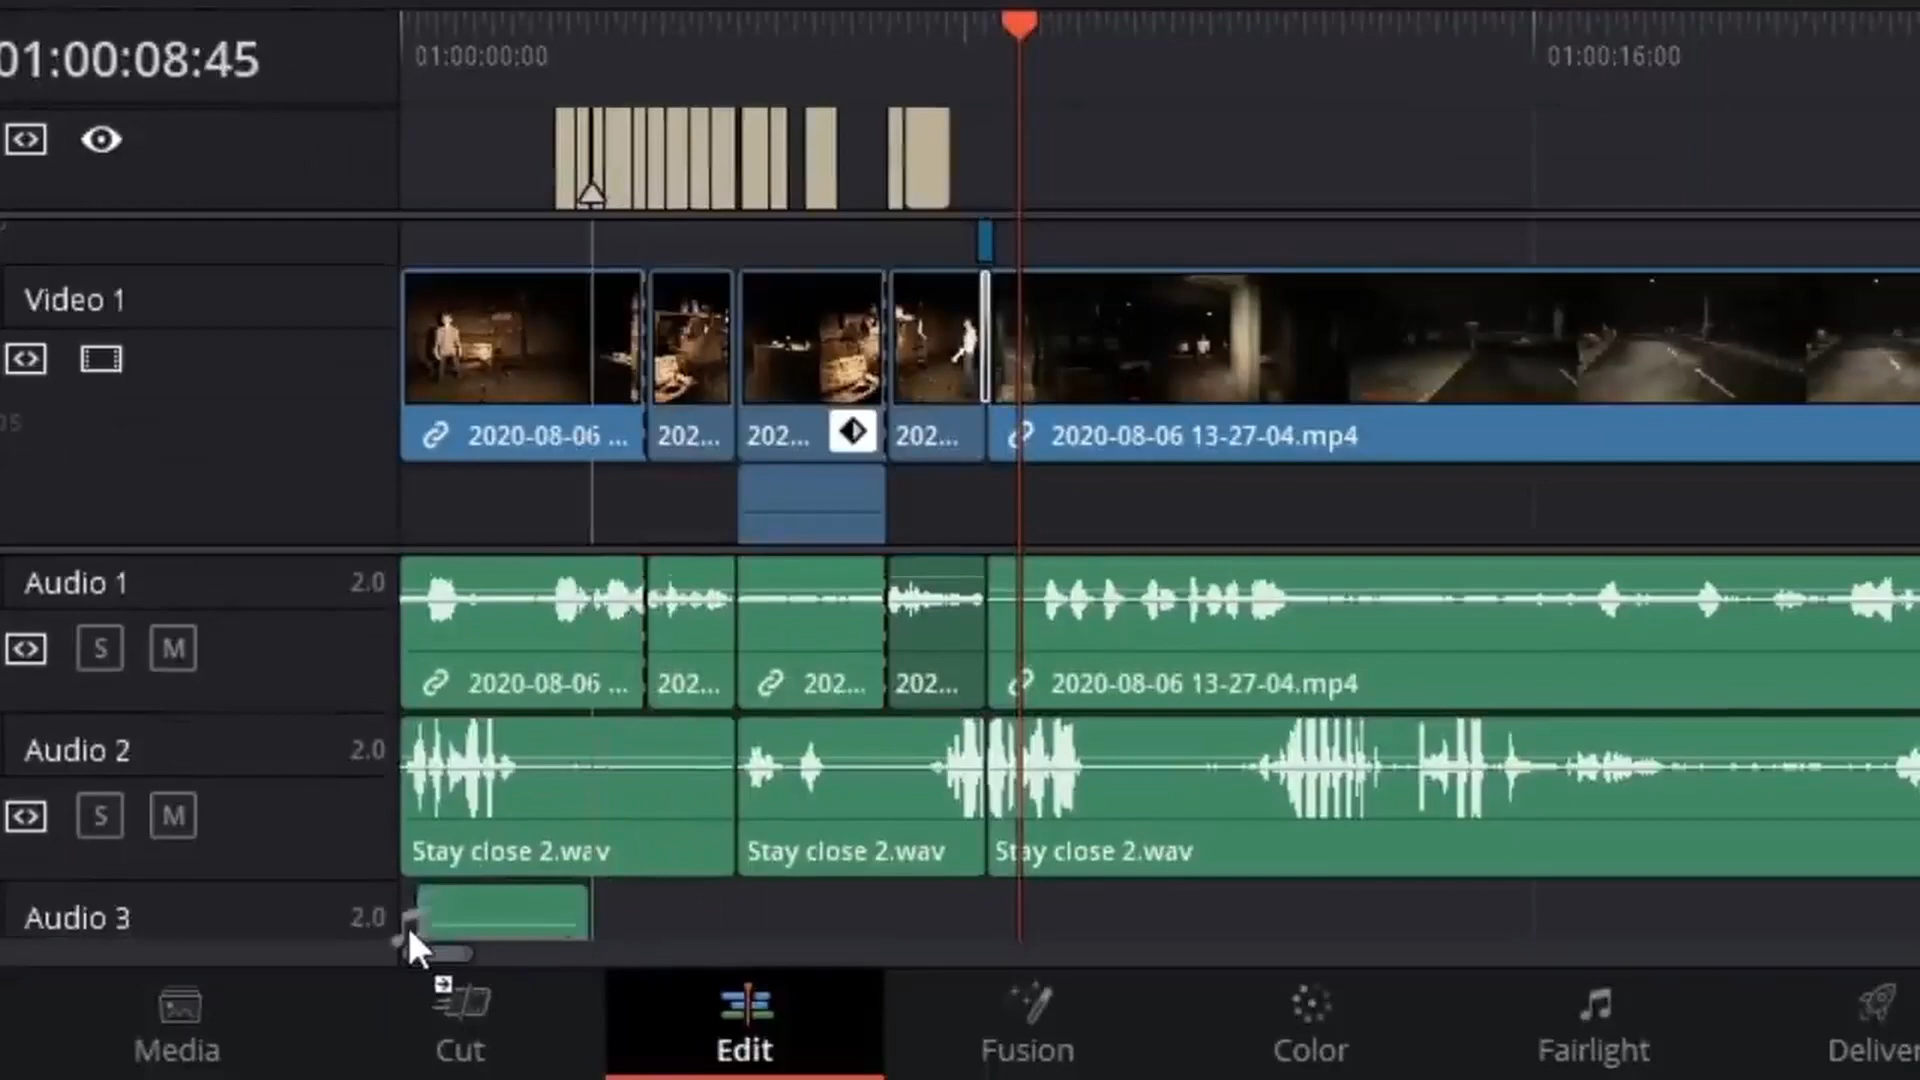 01:00:08:45
01:00:00:00
01:00:16:00
Video 1
2020-08-06 ...
202...
202...
202...
2020-08-06 13-27-04.mp4
Audio 1
2.0
S
M
2020-08-06 ...
202...
202...
202...
2020-08-06 13-27-04.mp4
Audio 2
2.0
S
M
Stay close 2.wav
Stay close 2.wav
Stay close 2.wav
Audio 3
2.0
Media
Cut
Edit
Fusion
Color
Fairlight
Deliver